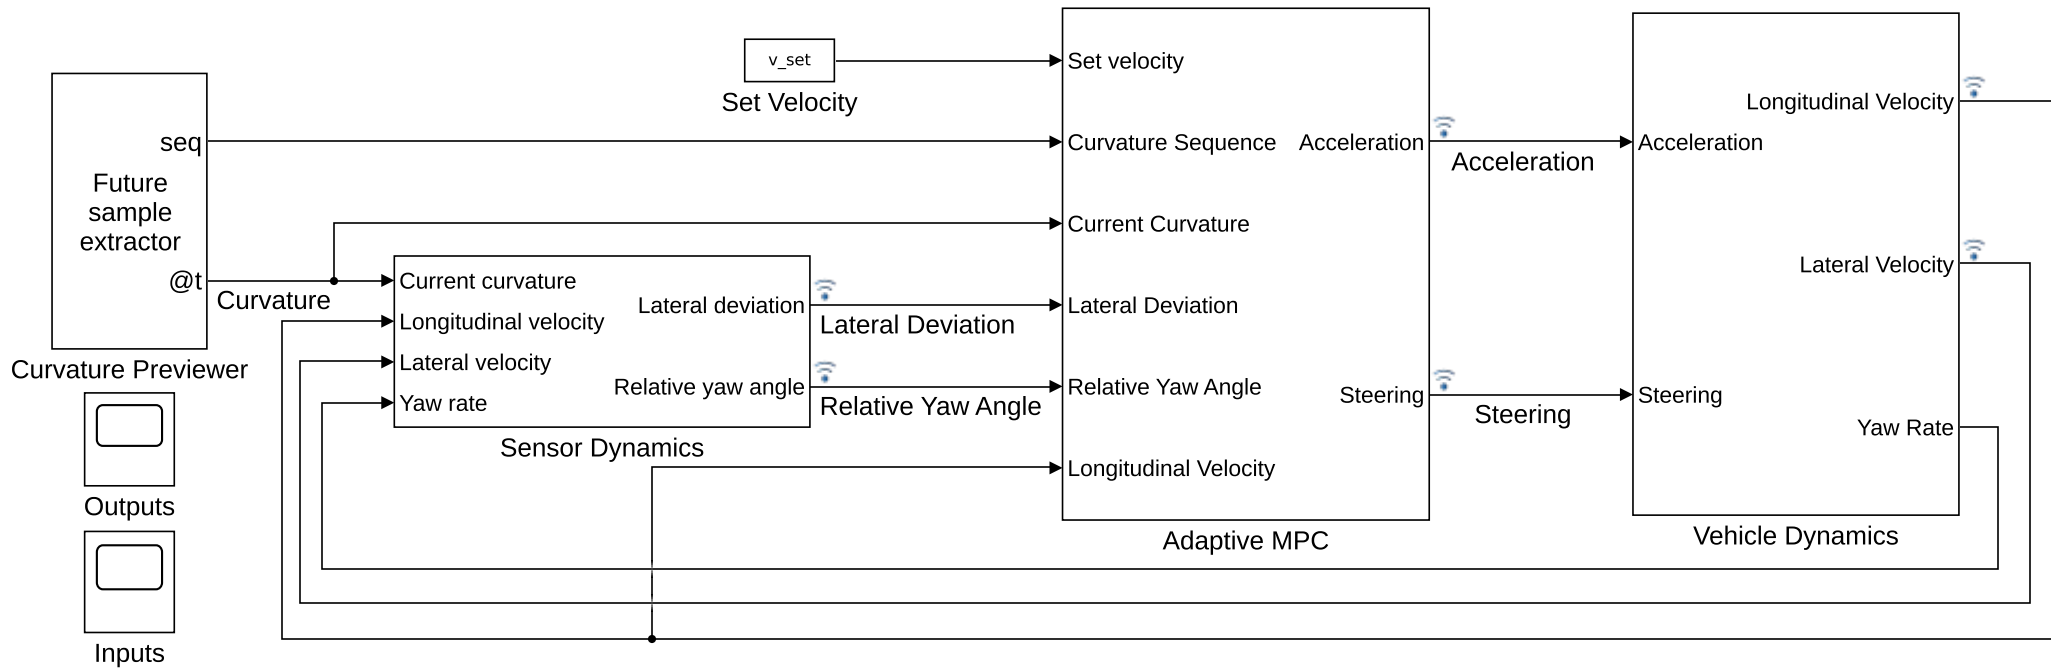 seq
Future
sample
extractor
@t
Curvature Previewer
Outputs
Inputs
Curvature
v_set
Set Velocity
Current curvature
Longitudinal velocity
Lateral velocity
Yaw rate
Lateral deviation
Relative yaw angle
Sensor Dynamics
Lateral Deviation
Relative Yaw Angle
Set velocity
Curvature Sequence
Current Curvature
Lateral Deviation
Relative Yaw Angle
Longitudinal Velocity
Acceleration
Steering
Adaptive MPC
Acceleration
Steering
Acceleration
Steering
Longitudinal Velocity
Lateral Velocity
Yaw Rate
Vehicle Dynamics